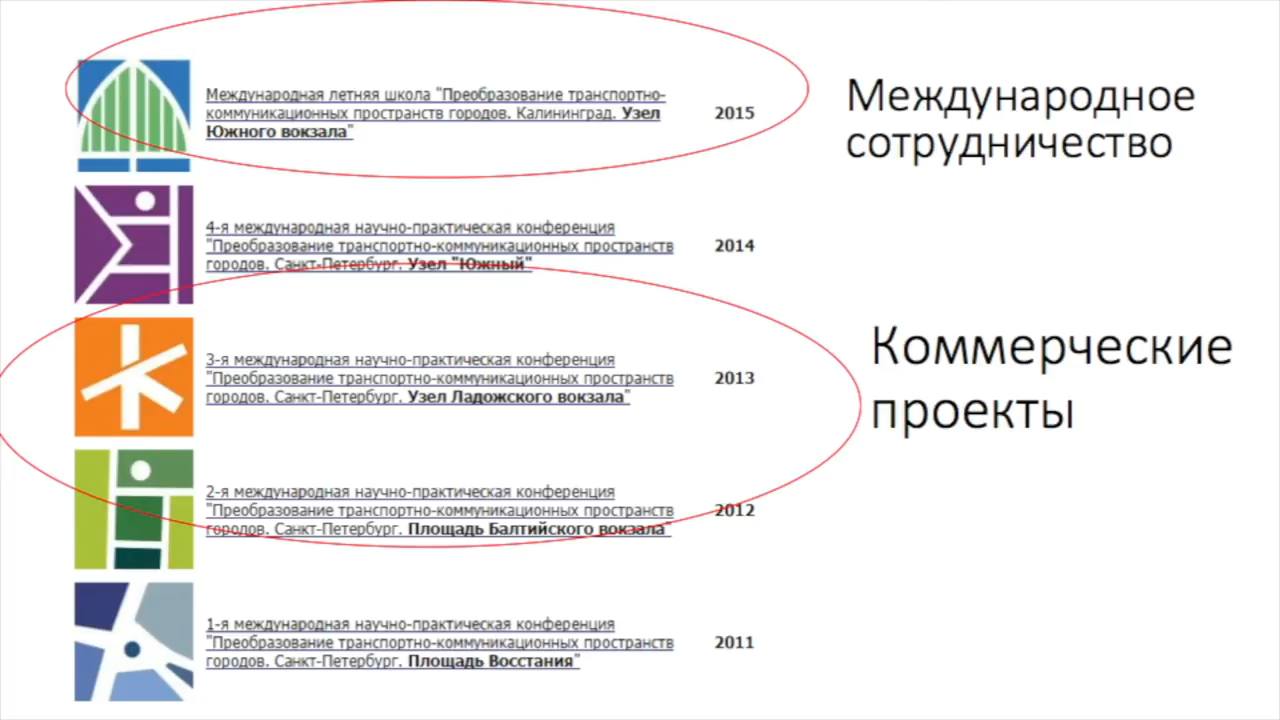 Международная летняя школа "Преобразование транспортно-
коммуникационных пространств городов. Калининград. Узел
Южного вокзала"
2015
Международное
сотрудничество
4-я международная научно-практическая конференция
"Преобразование транспортно-коммуникационных пространств
городов. Санкт-Петербург. Узел "Южный"
2014
3-я международная научно-практическая конференция
"Преобразование транспортно-коммуникационных пространств
городов. Санкт-Петербург. Узел Ладожского вокзала"
2013
Коммерческие
проекты
2-я международная научно-практическая конференция
"Преобразование транспортно-коммуникационных пространств
городов. Санкт-Петербург. Площадь Балтийского вокзала"
2012
1-я международная научно-практическая конференция
"Преобразование транспортно-коммуникационных пространств
городов. Санкт-Петербург. Площадь Восстания"
2011